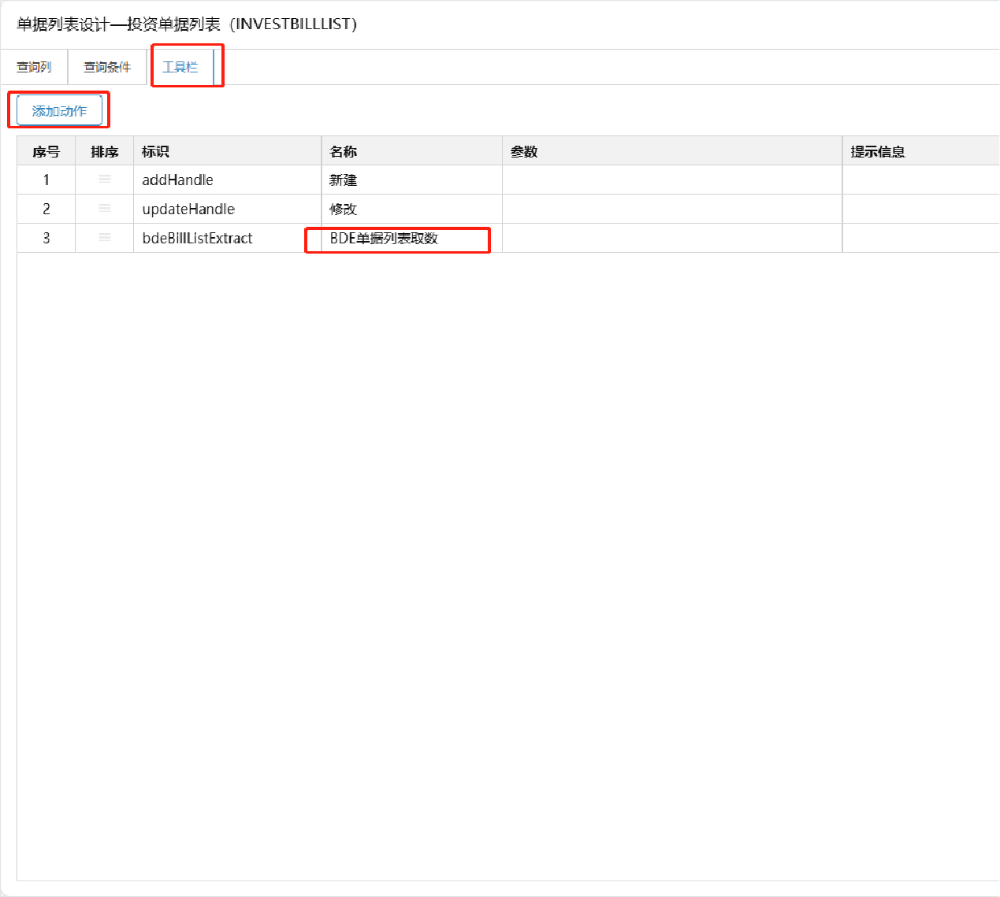 单据列表设计—投资单据列表（INVESTBILLLIST）
查询列 查询条件 工具栏
添加动作
序号 排序 标识 名称 参数 提示信息
1 addHandle 新建
2 updateHandle 修改
3 bdeBillListExtract BDE单据列表取数